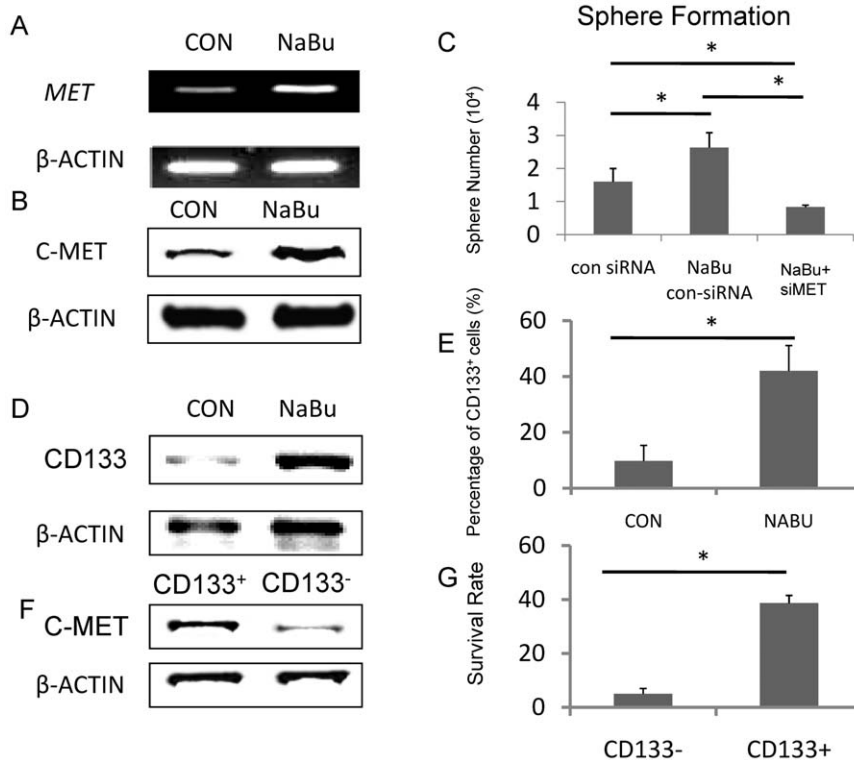 A
CON NaBu
MET
β-ACTIN
B
CON NaBu
C-MET
β-ACTIN
Sphere Formation
C
*
* *
Sphere Number (10⁴)
4
3
2
1
0
con siRNA NaBu con-siRNA NaBu+ siMET
D
CON NaBu
CD133
β-ACTIN
E
*
Percentage of CD133⁺ cells (%)
60
40
20
0
CON NABU
F
CD133⁺ CD133⁻
C-MET
β-ACTIN
G
*
Survival Rate
60
40
20
0
CD133- CD133+